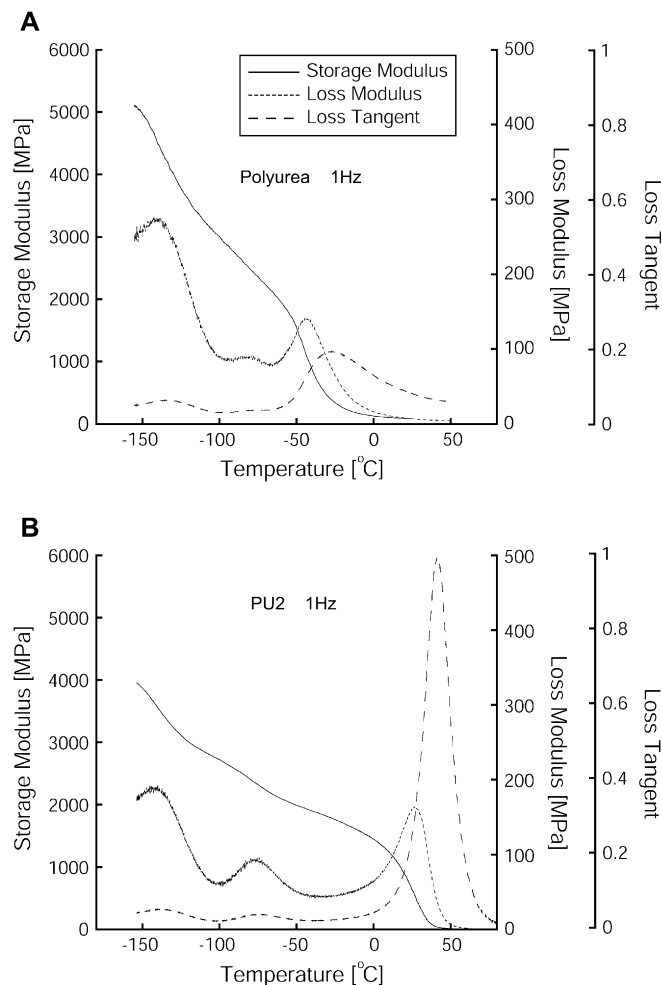 A
6000
5000
4000
3000
2000
1000
0
Storage Modulus [MPa]
Storage Modulus
Loss Modulus
Loss Tangent
Polyurea 1Hz
500
400
300
200
100
0
Loss Modulus [MPa]
1
0.8
0.6
0.4
0.2
0
Loss Tangent
-150 -100 -50 0 50
Temperature [°C]
B
6000
5000
4000
3000
2000
1000
0
Storage Modulus [MPa]
PU2 1Hz
500
400
300
200
100
0
Loss Modulus [MPa]
1
0.8
0.6
0.4
0.2
0
Loss Tangent
-150 -100 -50 0 50
Temperature [°C]